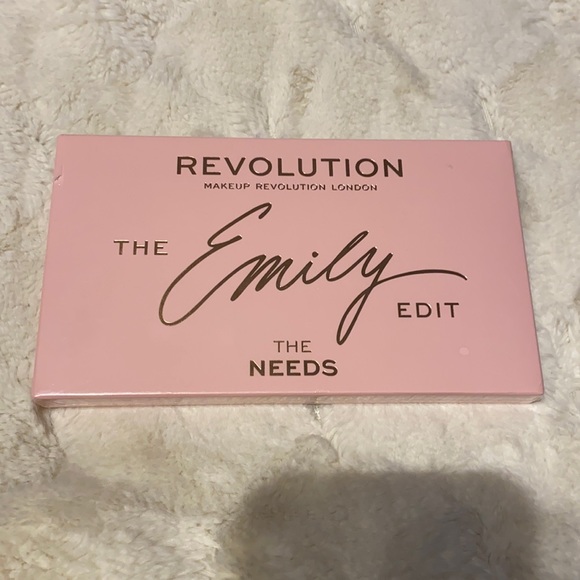 REVOLUTION
MAKEUP REVOLUTION LONDON
THE Emily EDIT
THE
NEEDS